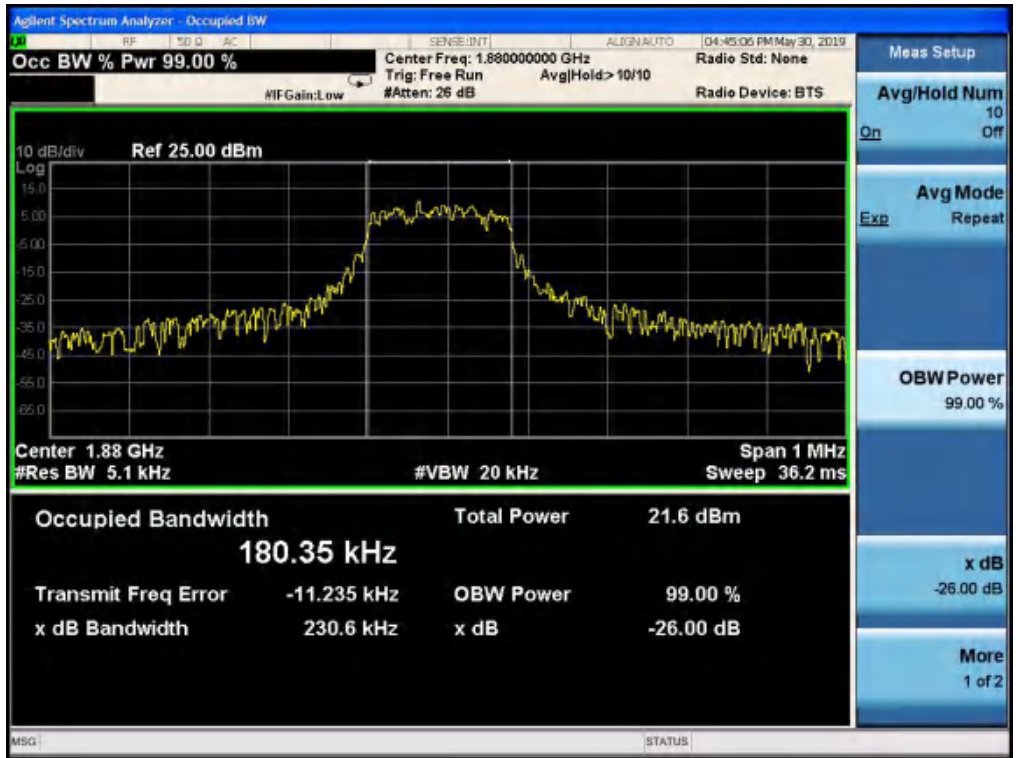 Agilent Spectrum Analyzer - Occupied BW
RF 50 Ω AC SENSE:INT ALIGN AUTO 04:45:06 PM May 30, 2019
Occ BW % Pwr 99.00 % Center Freq: 1.880000000 GHz Radio Std: None
Trig: Free Run Avg|Hold:> 10/10
#IFGain:Low #Atten: 26 dB Radio Device: BTS
10 dB/div Ref 25.00 dBm
Log
15.0
5.00
-5.00
-15.0
-25.0
-35.0
-45.0
-55.0
-65.0
Center 1.88 GHz Span 1 MHz
#Res BW 5.1 kHz #VBW 20 kHz Sweep 36.2 ms
Occupied Bandwidth Total Power 21.6 dBm
180.35 kHz
Transmit Freq Error -11.235 kHz OBW Power 99.00 %
x dB Bandwidth 230.6 kHz x dB -26.00 dB
MSG STATUS
Meas Setup
Avg/Hold Num
10
On Off
Avg Mode
Exp Repeat
OBW Power
99.00 %
x dB
-26.00 dB
More
1 of 2